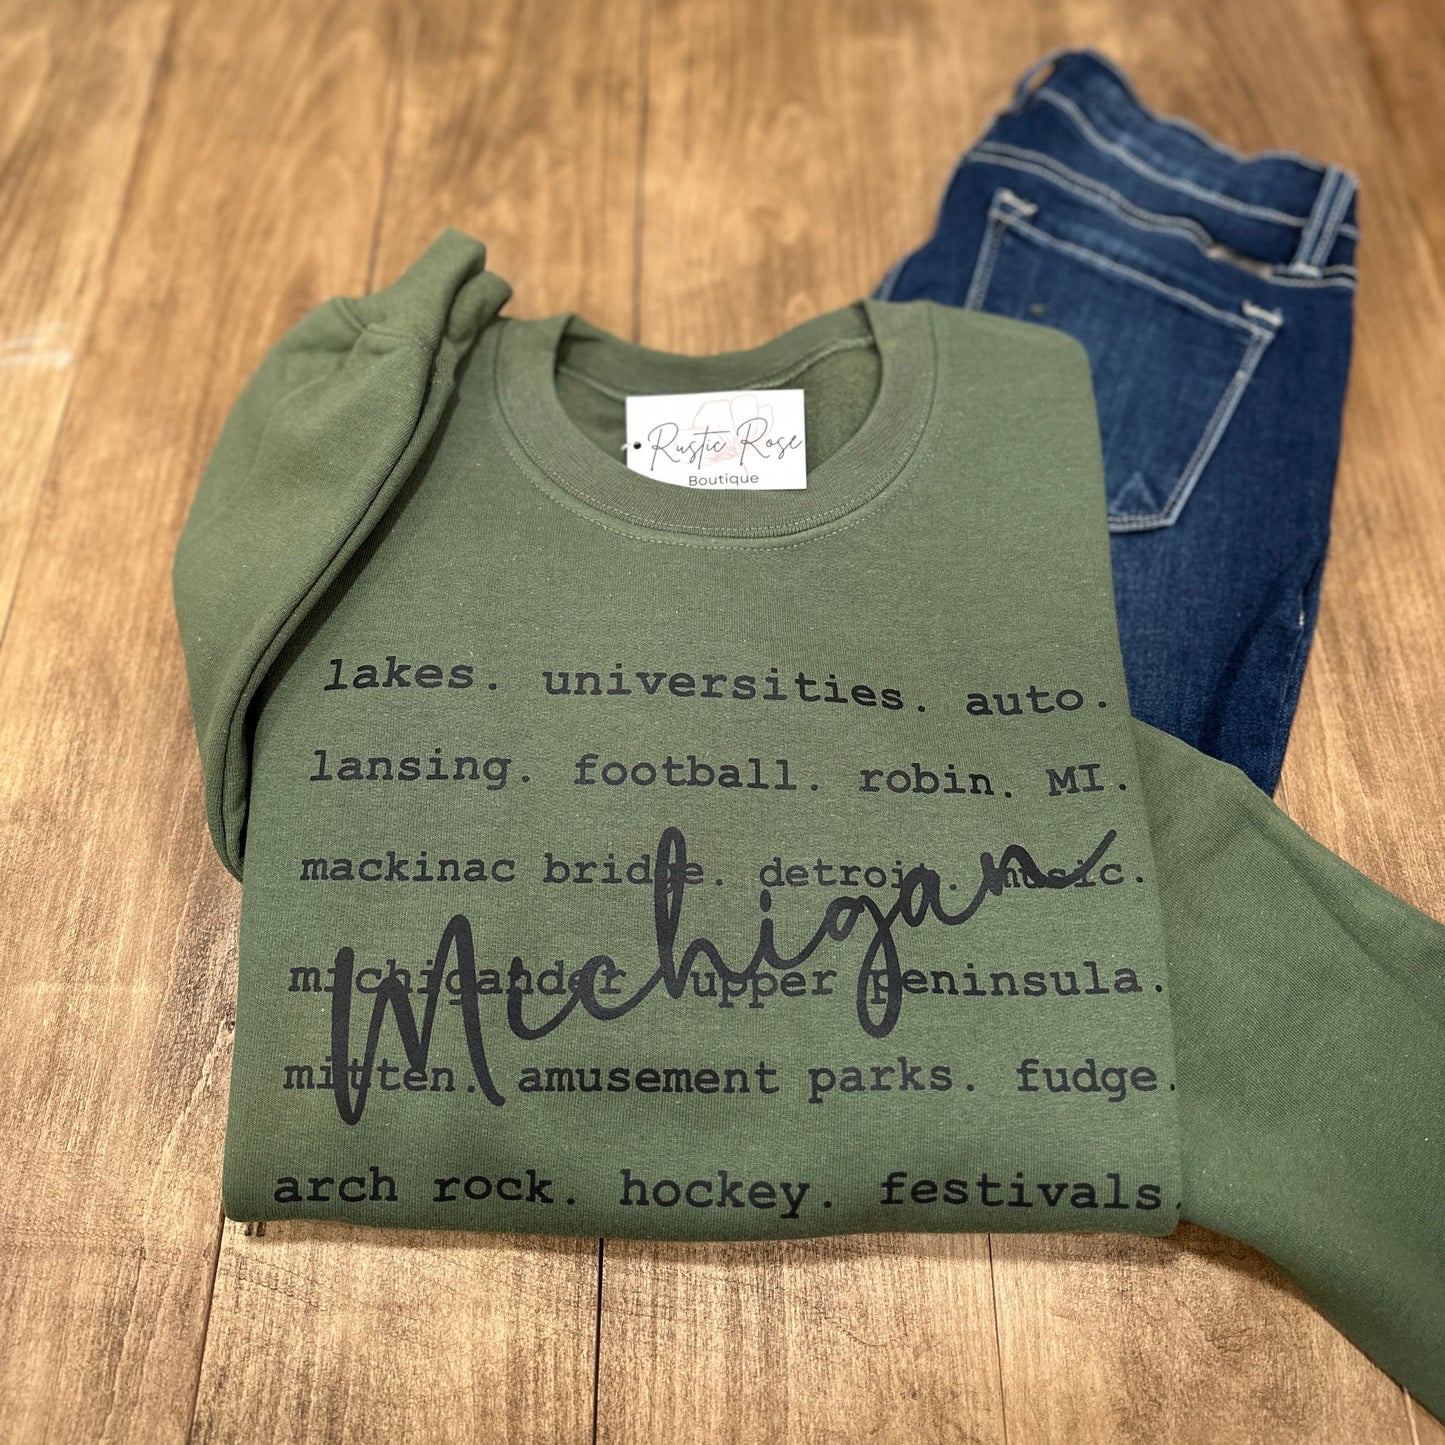 Rustic Rose
Boutique
lakes. universities. auto.
lansing. football. robin. MI.
mackinac bridge. detroit. music.
Michigan
michigander. upper peninsula.
mitten. amusement parks. fudge.
arch rock. hockey. festivals.